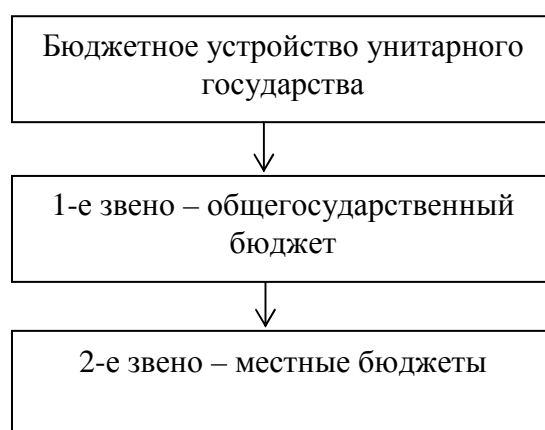 Бюджетное устройство унитарного
государства
1-е звено – общегосударственный
бюджет
2-е звено – местные бюджеты